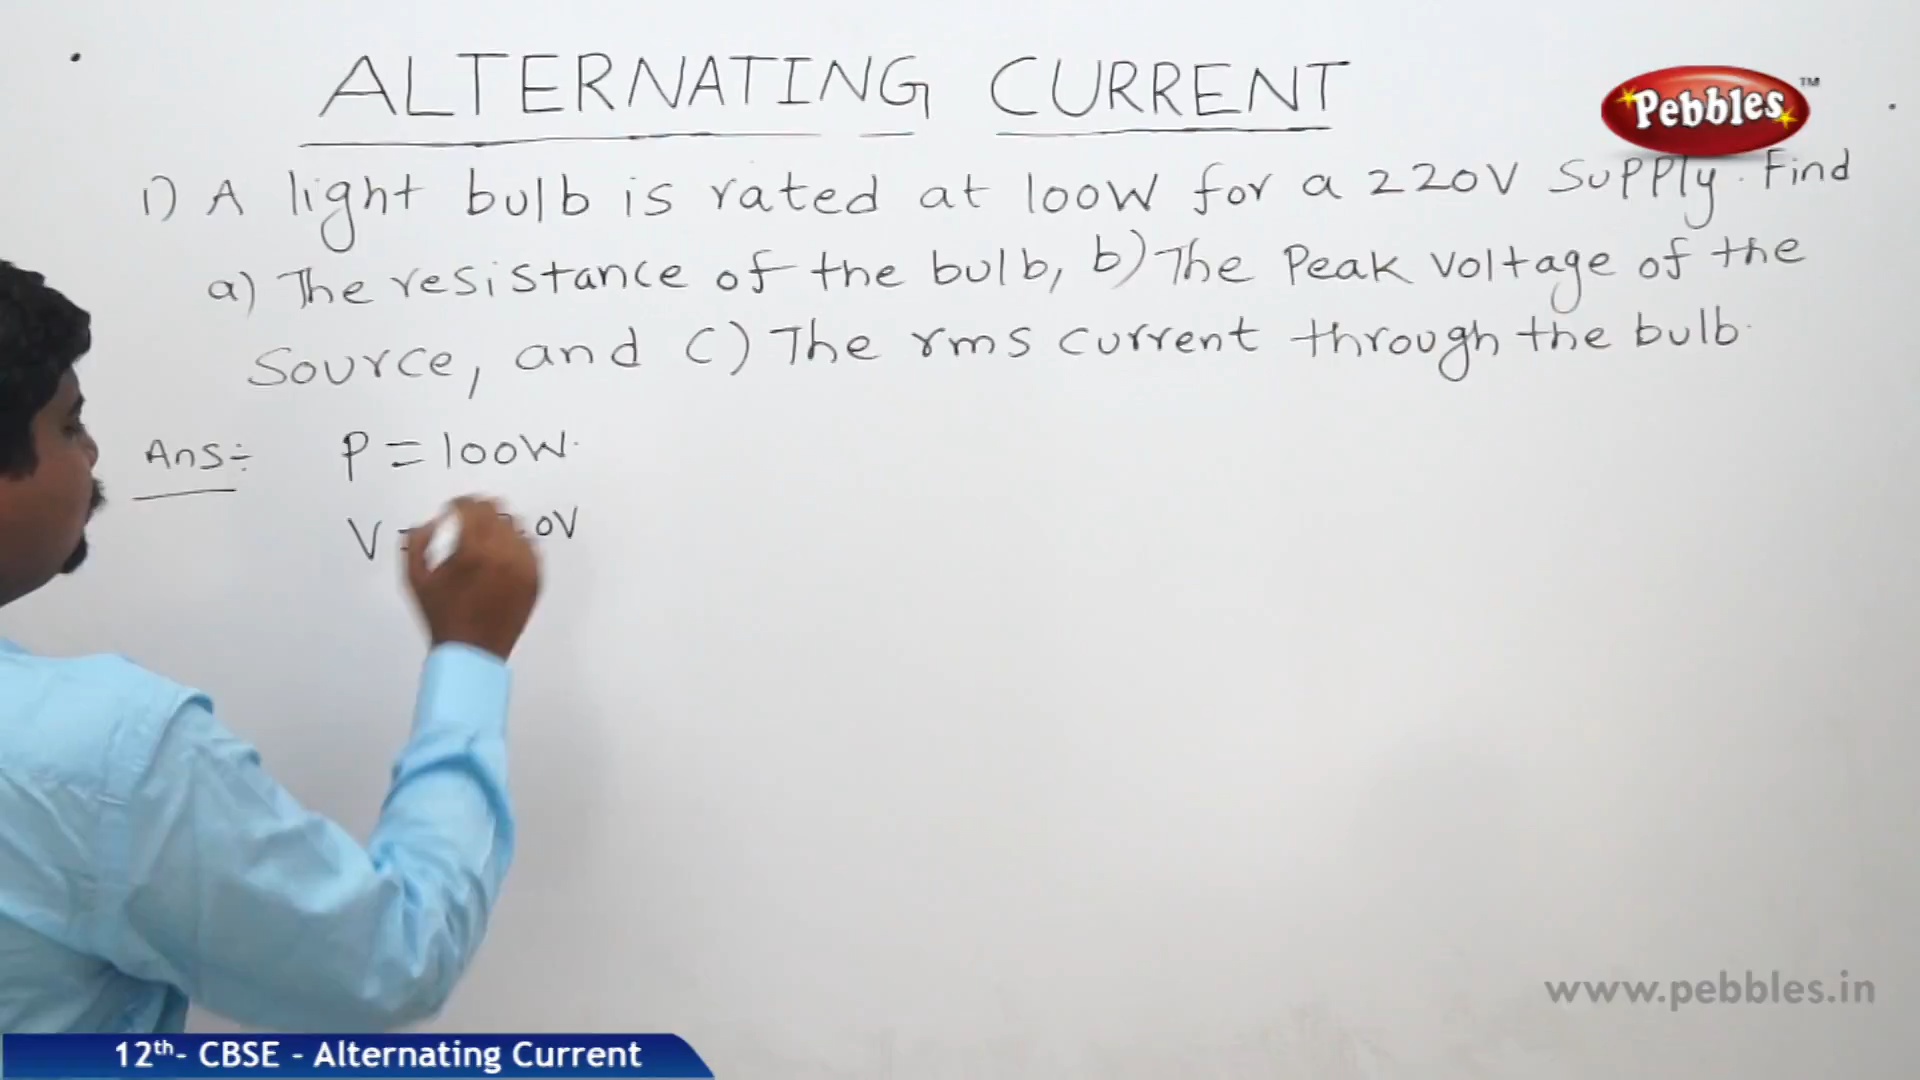 ALTERNATING CURRENT
Pebbles™
1) A light bulb is rated at 100W for a 220V Supply. Find
a) The resistance of the bulb, b) The Peak Voltage of the
Source, and C) The rms current through the bulb.
Ans÷ P = 100W.
V = 0V
www.pebbles.in
12th- CBSE - Alternating Current